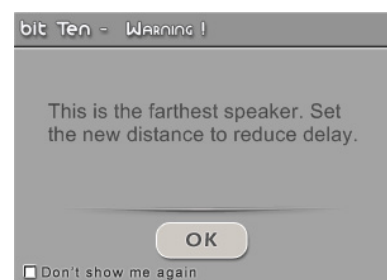 bit Ten - Warning !
This is the farthest speaker. Set
the new distance to reduce delay.
OK
Don't show me again